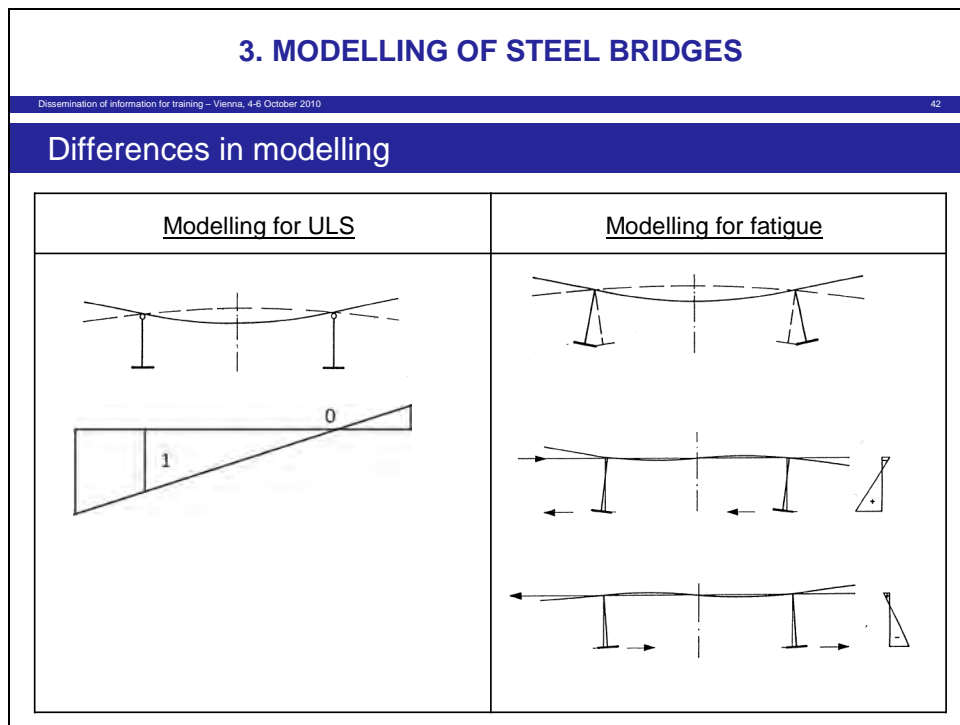 3. MODELLING OF STEEL BRIDGES
Dissemination of information for training – Vienna, 4-6 October 2010 42
Differences in modelling
Modelling for ULS
Modelling for fatigue
0
1
+
-